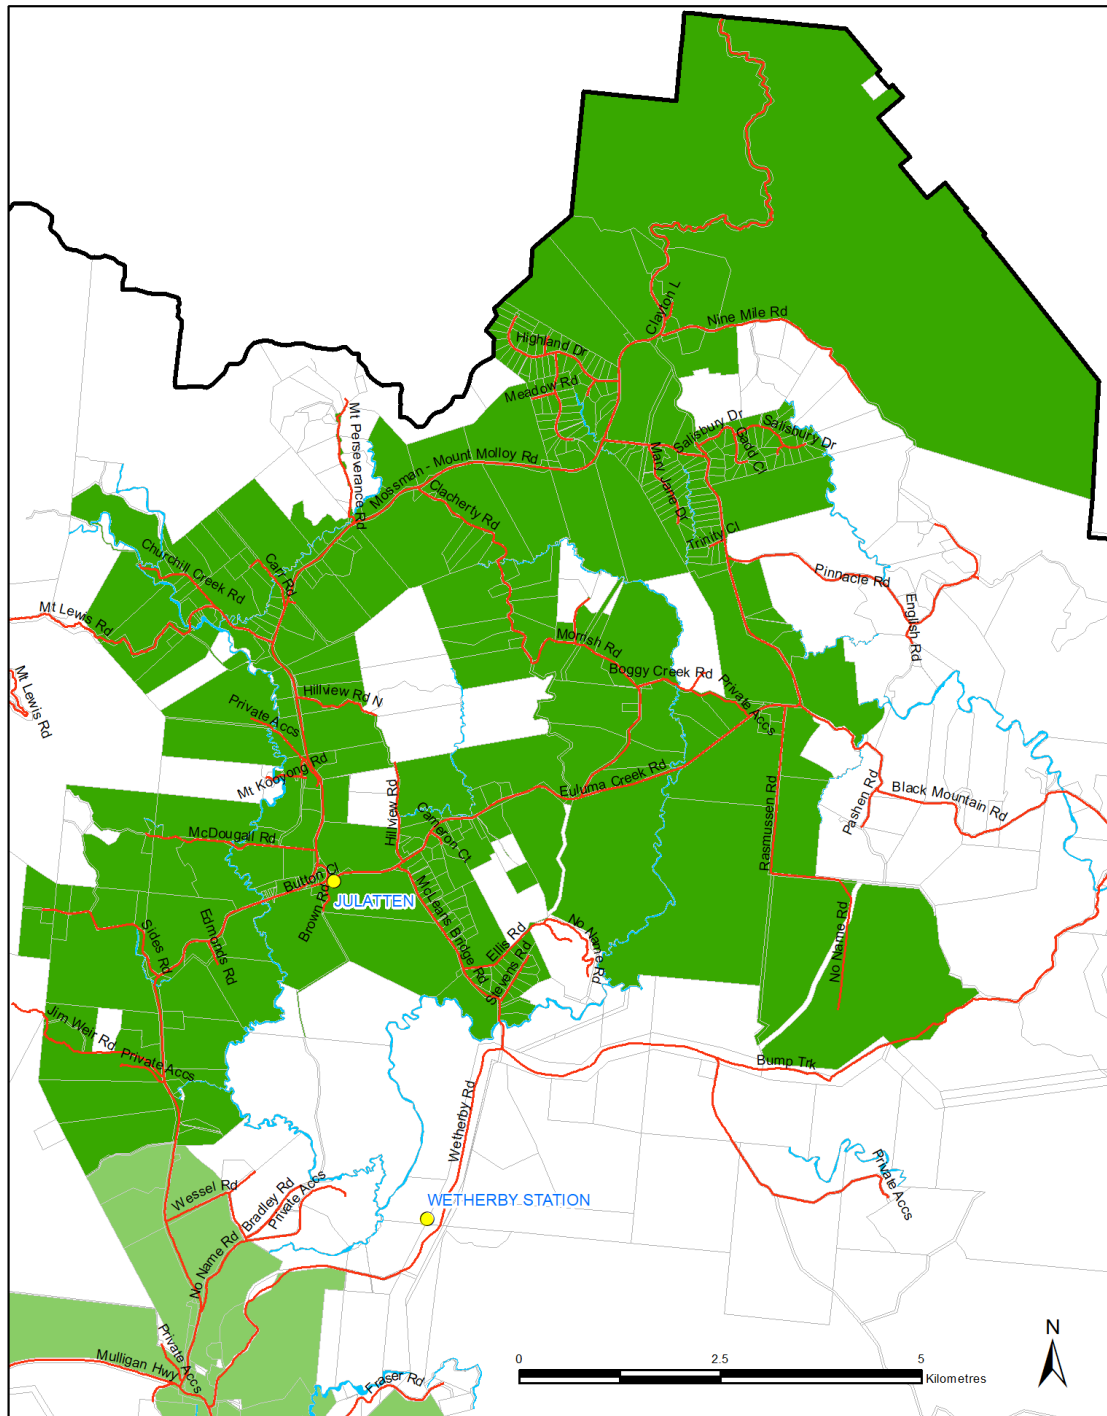 Clayton L
Nine Mile Rd
Highland Dr
Meadow Rd
Salisbury Dr
Salisbury Dr
Gadd Cl
Mt Perseverance Rd
Mossman - Mount Molloy Rd
Mary Jane Dr
Clacherty Rd
Trinity Cl
Churchill Creek Rd
Carr Rd
Pinnacle Rd
English Rd
Mt Lewis Rd
Morrish Rd
Boggy Creek Rd
Mt Lewis Rd
Hillview Rd N
Private Accs
Private Accs
Mt Kooyong Rd
Euluma Creek Rd
Rasmussen Rd
Pashen Rd
Black Mountain Rd
Hillview Rd
Cameron Ct
McDougall Rd
Button Cl
JULATTEN
Brown Rd
McLeans Bridge Rd
Sides Rd
Edmonds Rd
Ellis Rd
No Name Rd
Stevens Rd
No Name Rd
Jim Weir Rd
Private Accs
Bump Trk
Wetherby Rd
Wessel Rd
Bradley Rd
Private Accs
Private Accs
WETHERBY STATION
No Name Rd
Private Accs
Mulligan Hwy
Fraser Rd
0 2.5 5
Kilometres
N